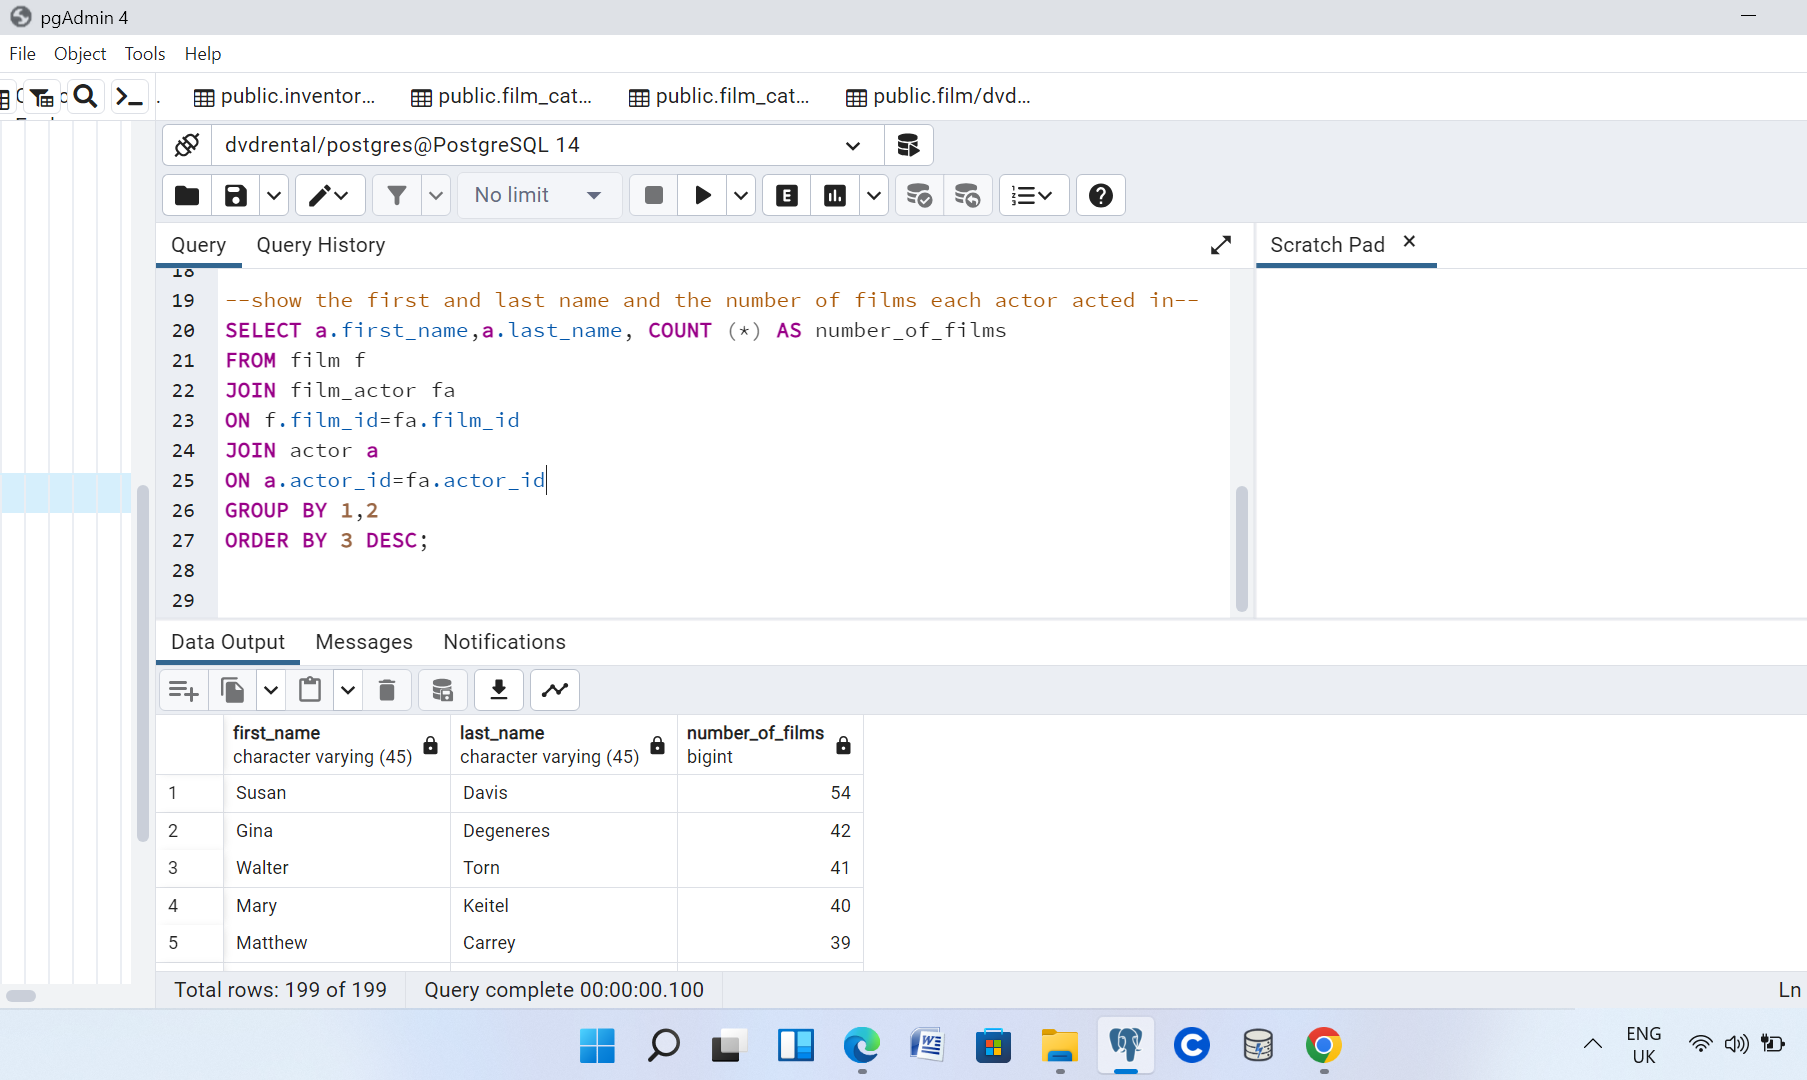 pgAdmin 4
File Object Tools Help
public.inventor... public.film_cat... public.film_cat... public.film/dvd...
dvdrental/postgres@PostgreSQL 14
No limit
Query Query History Scratch Pad
18
19 --show the first and last name and the number of films each actor acted in--
20 SELECT a.first_name,a.last_name, COUNT (*) AS number_of_films
21 FROM film f
22 JOIN film_actor fa
23 ON f.film_id=fa.film_id
24 JOIN actor a
25 ON a.actor_id=fa.actor_id
26 GROUP BY 1,2
27 ORDER BY 3 DESC;
28
29
Data Output Messages Notifications
first_name last_name number_of_films
character varying (45) character varying (45) bigint
1 Susan Davis 54
2 Gina Degeneres 42
3 Walter Torn 41
4 Mary Keitel 40
5 Matthew Carrey 39
Total rows: 199 of 199 Query complete 00:00:00.100 Ln
ENG
UK